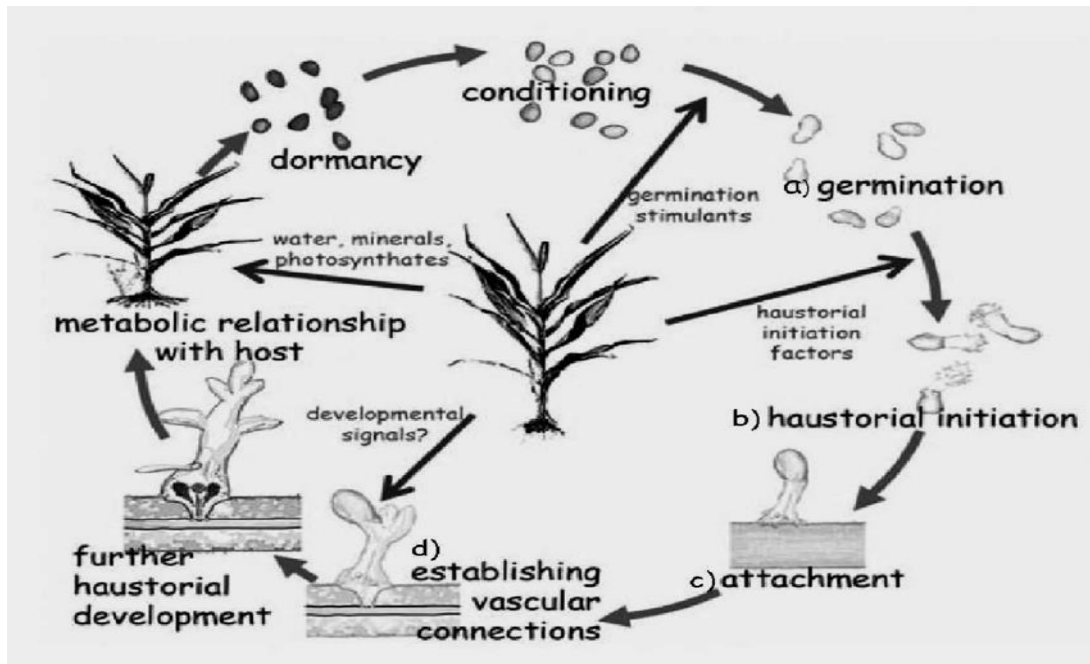 conditioning
dormancy
a) germination
germination
stimulants
water, minerals,
photosynthates
metabolic relationship
with host
haustorial
initiation
factors
b) haustorial initiation
developmental
signals?
further
haustorial
development
d)
establishing
vascular
connections
c) attachment